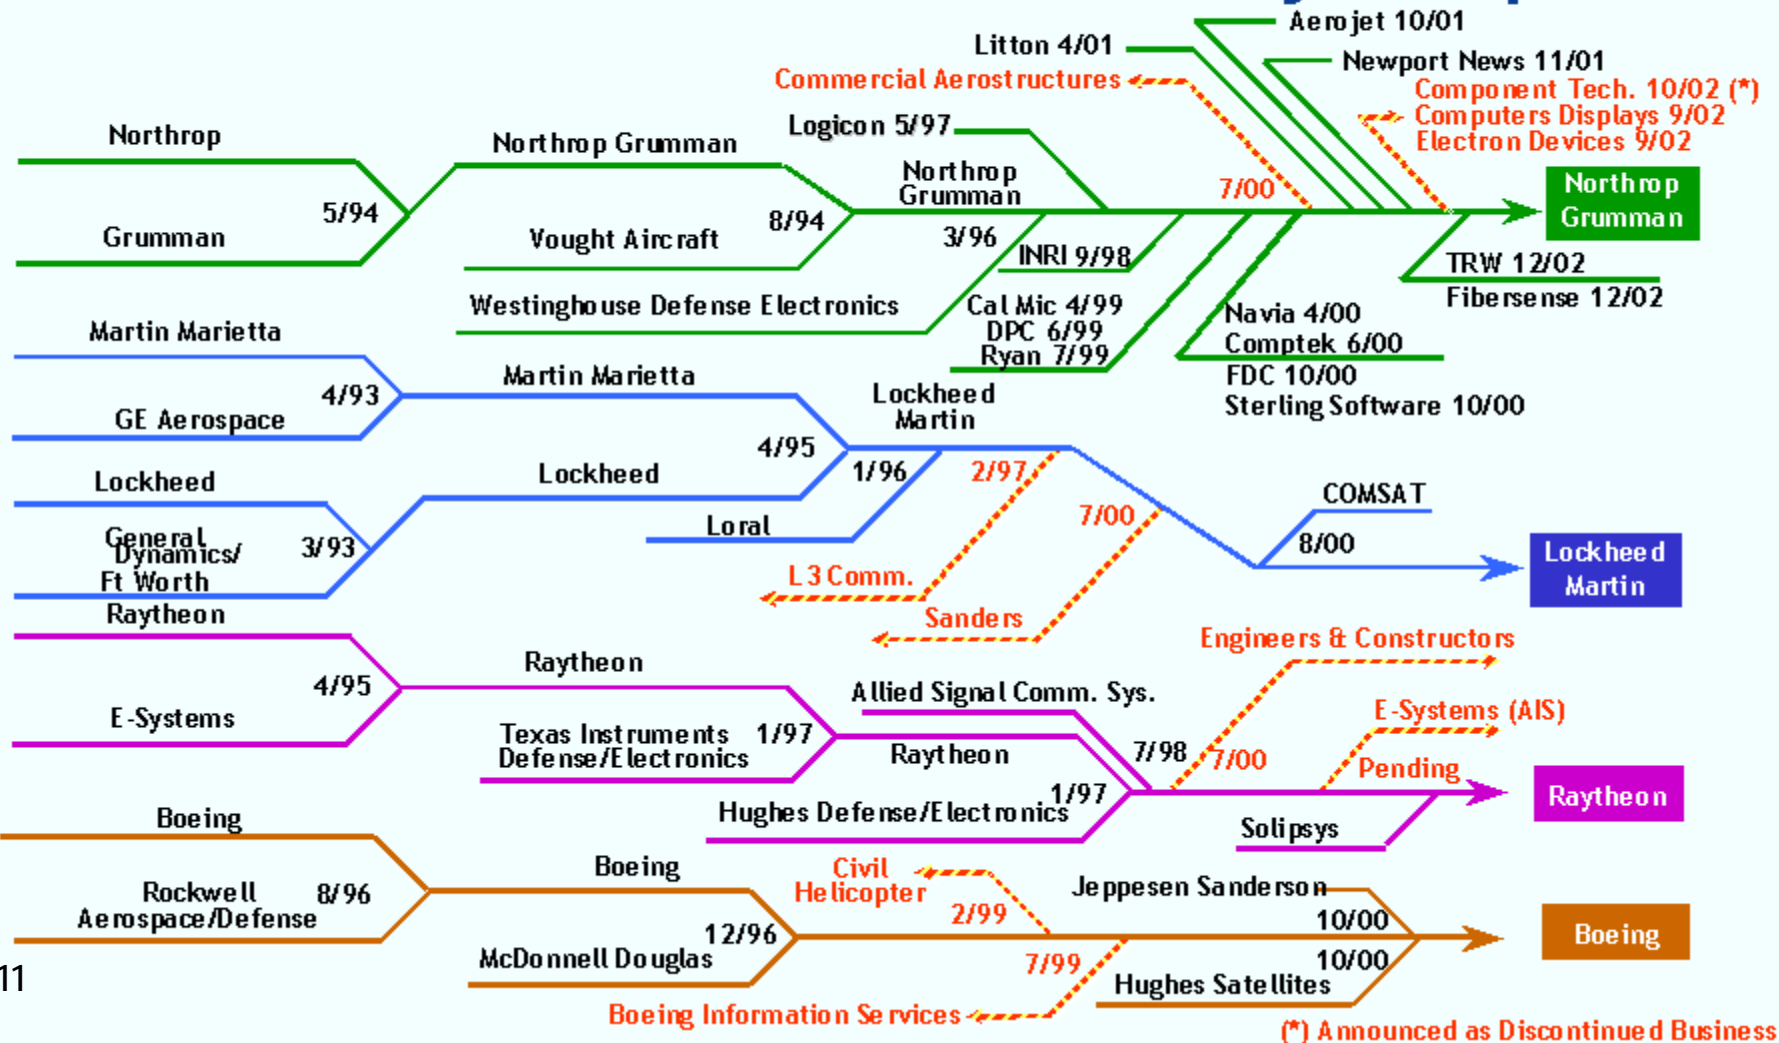 Aerojet 10/01
Litton 4/01
Newport News 11/01
Commercial Aerostructures
Component Tech. 10/02 (*)
Computers Displays 9/02
Electron Devices 9/02
Logicon 5/97
Northrop
Northrop Grumman
Northrop
Grumman
7/00
Northrop
Grumman
5/94
Grumman
Vought Aircraft
8/94
3/96
INRI 9/98
TRW 12/02
Fibersense 12/02
Westinghouse Defense Electronics
Cal Mic 4/99
DPC 6/99
Ryan 7/99
Navia 4/00
Comptek 6/00
FDC 10/00
Sterling Software 10/00
Martin Marietta
4/93
GE Aerospace
Martin Marietta
Lockheed
Martin
4/95
1/96
2/97
Lockheed
General
Dynamics/
Ft Worth
3/93
Lockheed
Loral
7/00
COMSAT
8/00
Lockheed
Martin
L3 Comm.
Sanders
Raytheon
4/95
E-Systems
Raytheon
Texas Instruments
Defense/Electronics
1/97
Allied Signal Comm. Sys.
Raytheon
7/98
7/00
Engineers & Constructors
E-Systems (AIS)
Pending
1/97
Hughes Defense/Electronics
Solipsys
Raytheon
Boeing
Rockwell
Aerospace/Defense
8/96
Boeing
12/96
McDonnell Douglas
Civil
Helicopter
2/99
7/99
Boeing Information Services
Jeppesen Sanderson
10/00
10/00
Hughes Satellites
Boeing
11
(*) Announced as Discontinued Business